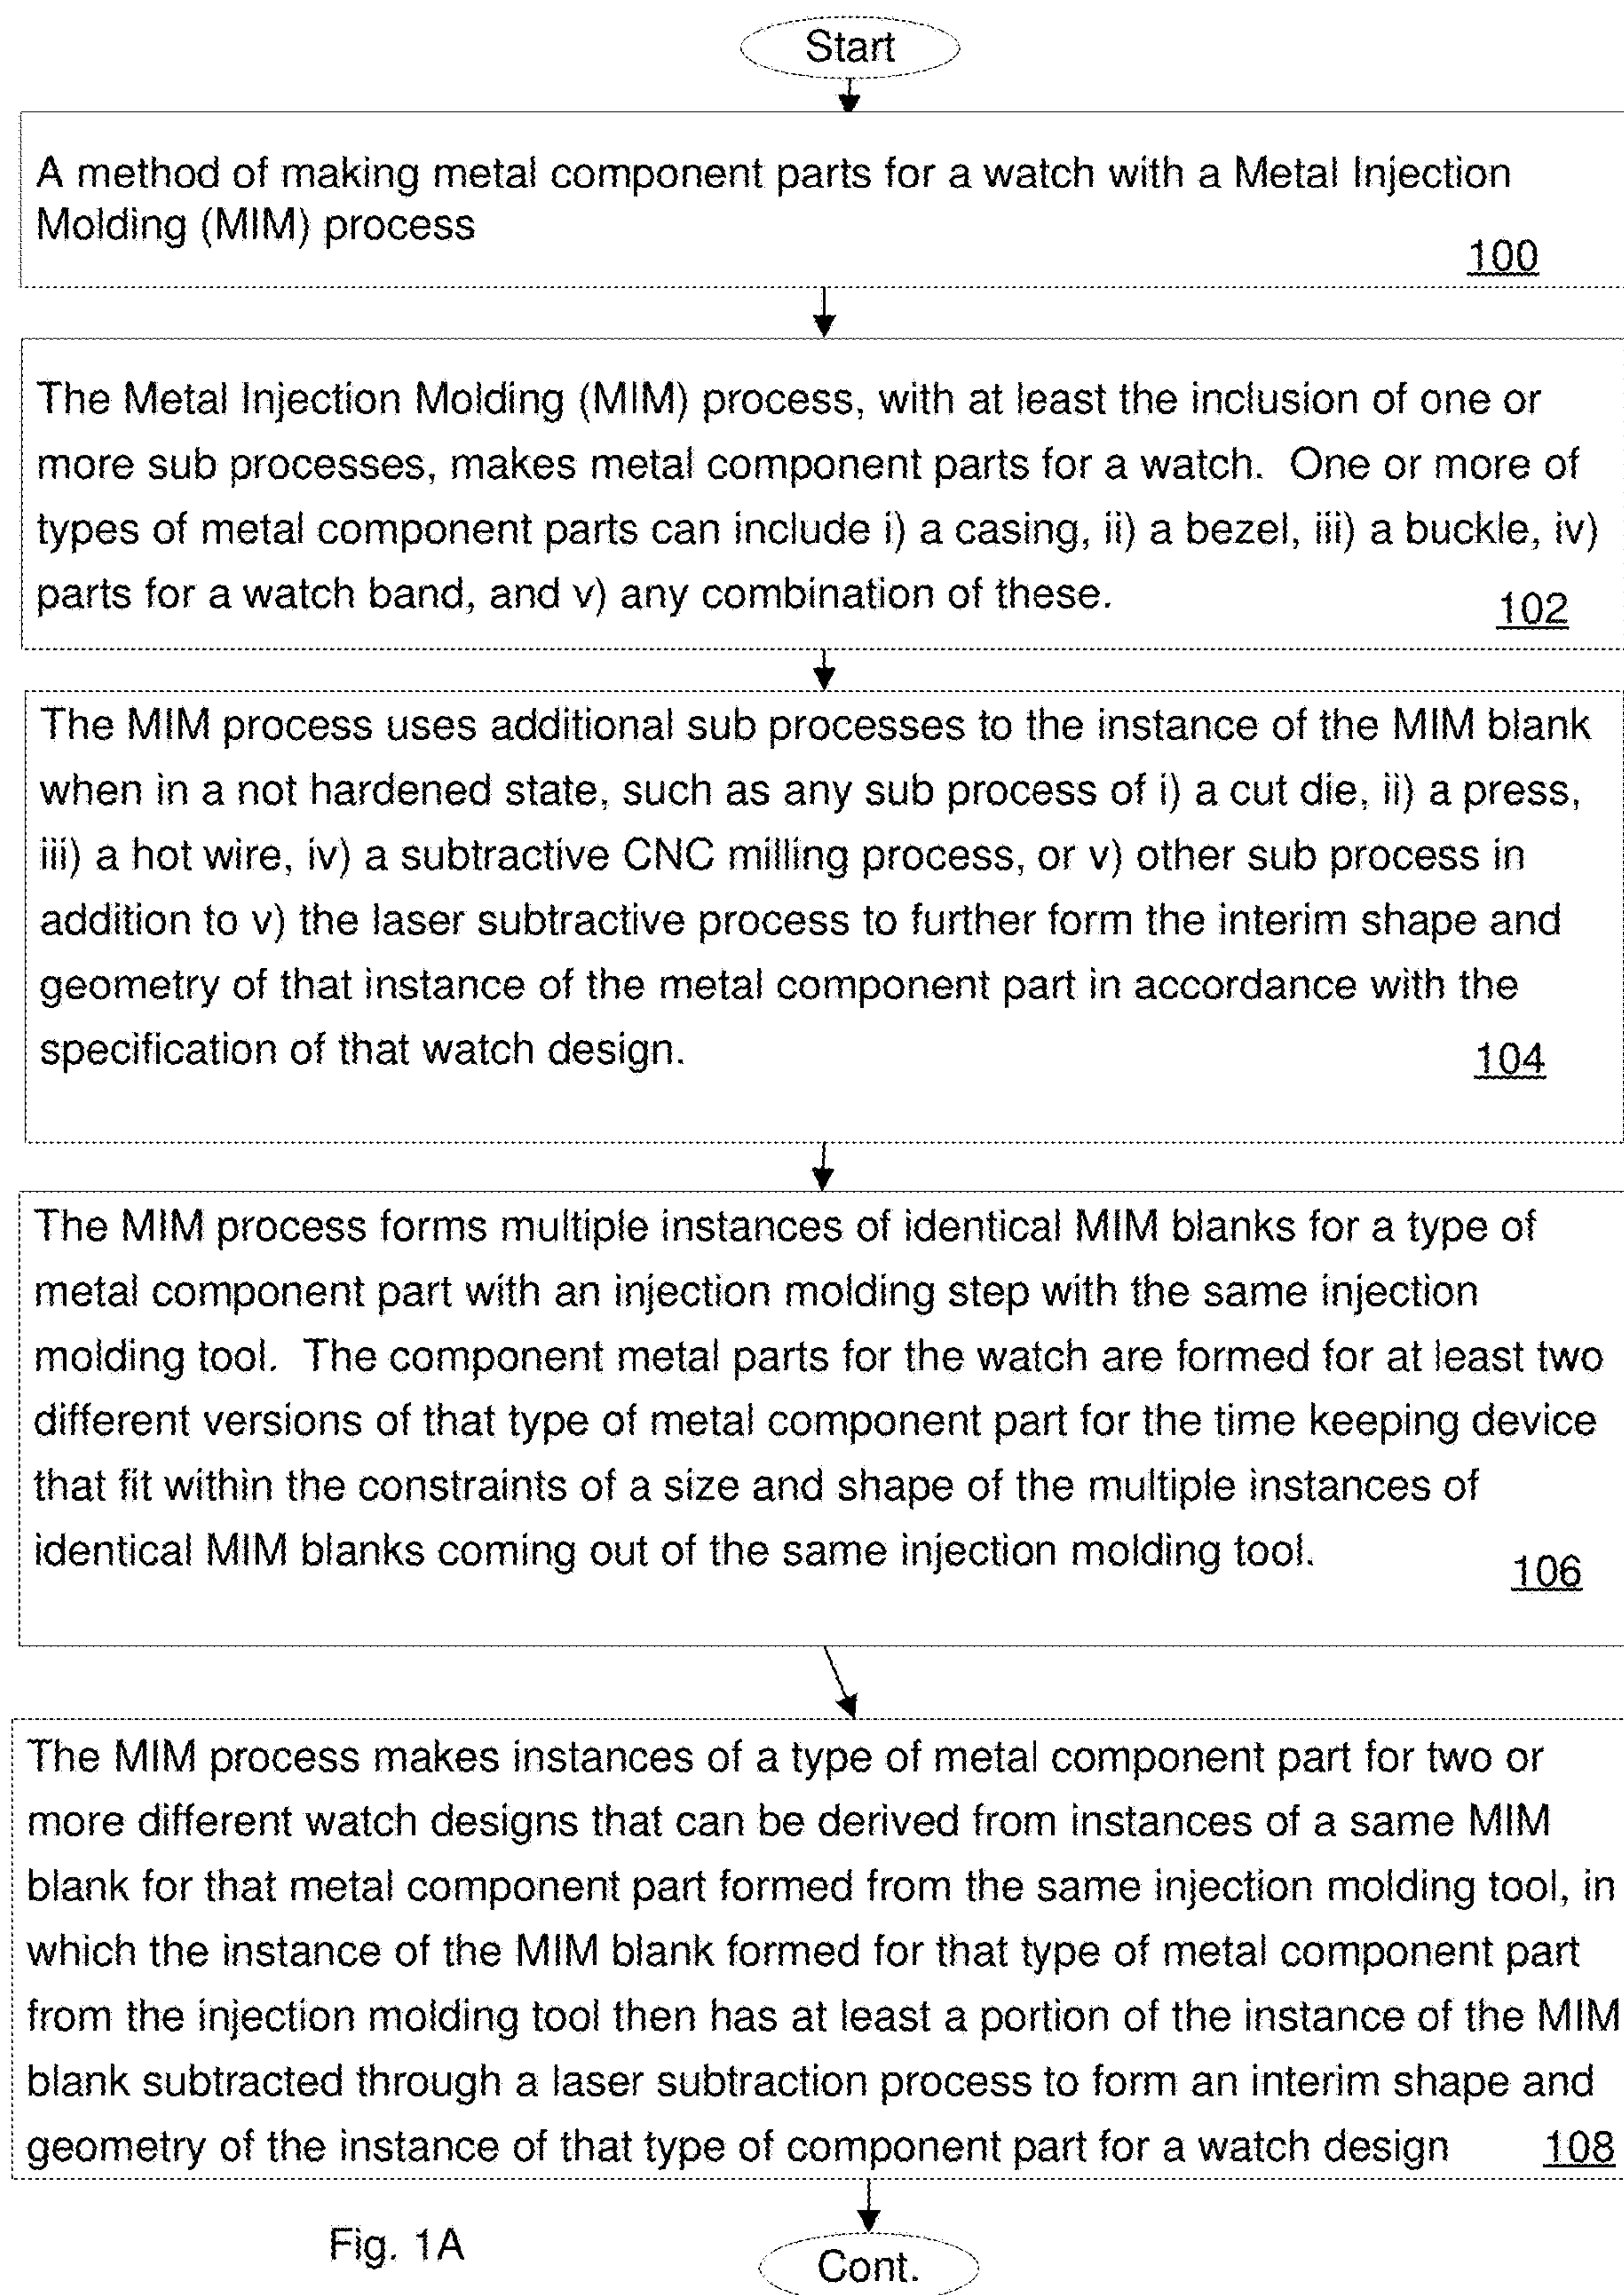 Start
A method of making metal component parts for a watch with a Metal Injection
Molding (MIM) process
100
The Metal Injection Molding (MIM) process, with at least the inclusion of one or
more sub processes, makes metal component parts for a watch.  One or more of
types of metal component parts can include i) a casing, ii) a bezel, iii) a buckle, iv)
parts for a watch band, and v) any combination of these.
102
The MIM process uses additional sub processes to the instance of the MIM blank
when in a not hardened state, such as any sub process of i) a cut die, ii) a press,
iii) a hot wire, iv) a subtractive CNC milling process, or v) other sub process in
addition to v) the laser subtractive process to further form the interim shape and
geometry of that instance of the metal component part in accordance with the
specification of that watch design.
104
The MIM process forms multiple instances of identical MIM blanks for a type of
metal component part with an injection molding step with the same injection
molding tool.  The component metal parts for the watch are formed for at least two
different versions of that type of metal component part for the time keeping device
that fit within the constraints of a size and shape of the multiple instances of
identical MIM blanks coming out of the same injection molding tool.
106
The MIM process makes instances of a type of metal component part for two or
more different watch designs that can be derived from instances of a same MIM
blank for that metal component part formed from the same injection molding tool, in
which the instance of the MIM blank formed for that type of metal component part
from the injection molding tool then has at least a portion of the instance of the MIM
blank subtracted through a laser subtraction process to form an interim shape and
geometry of the instance of that type of component part for a watch design
108
Fig. 1A
Cont.